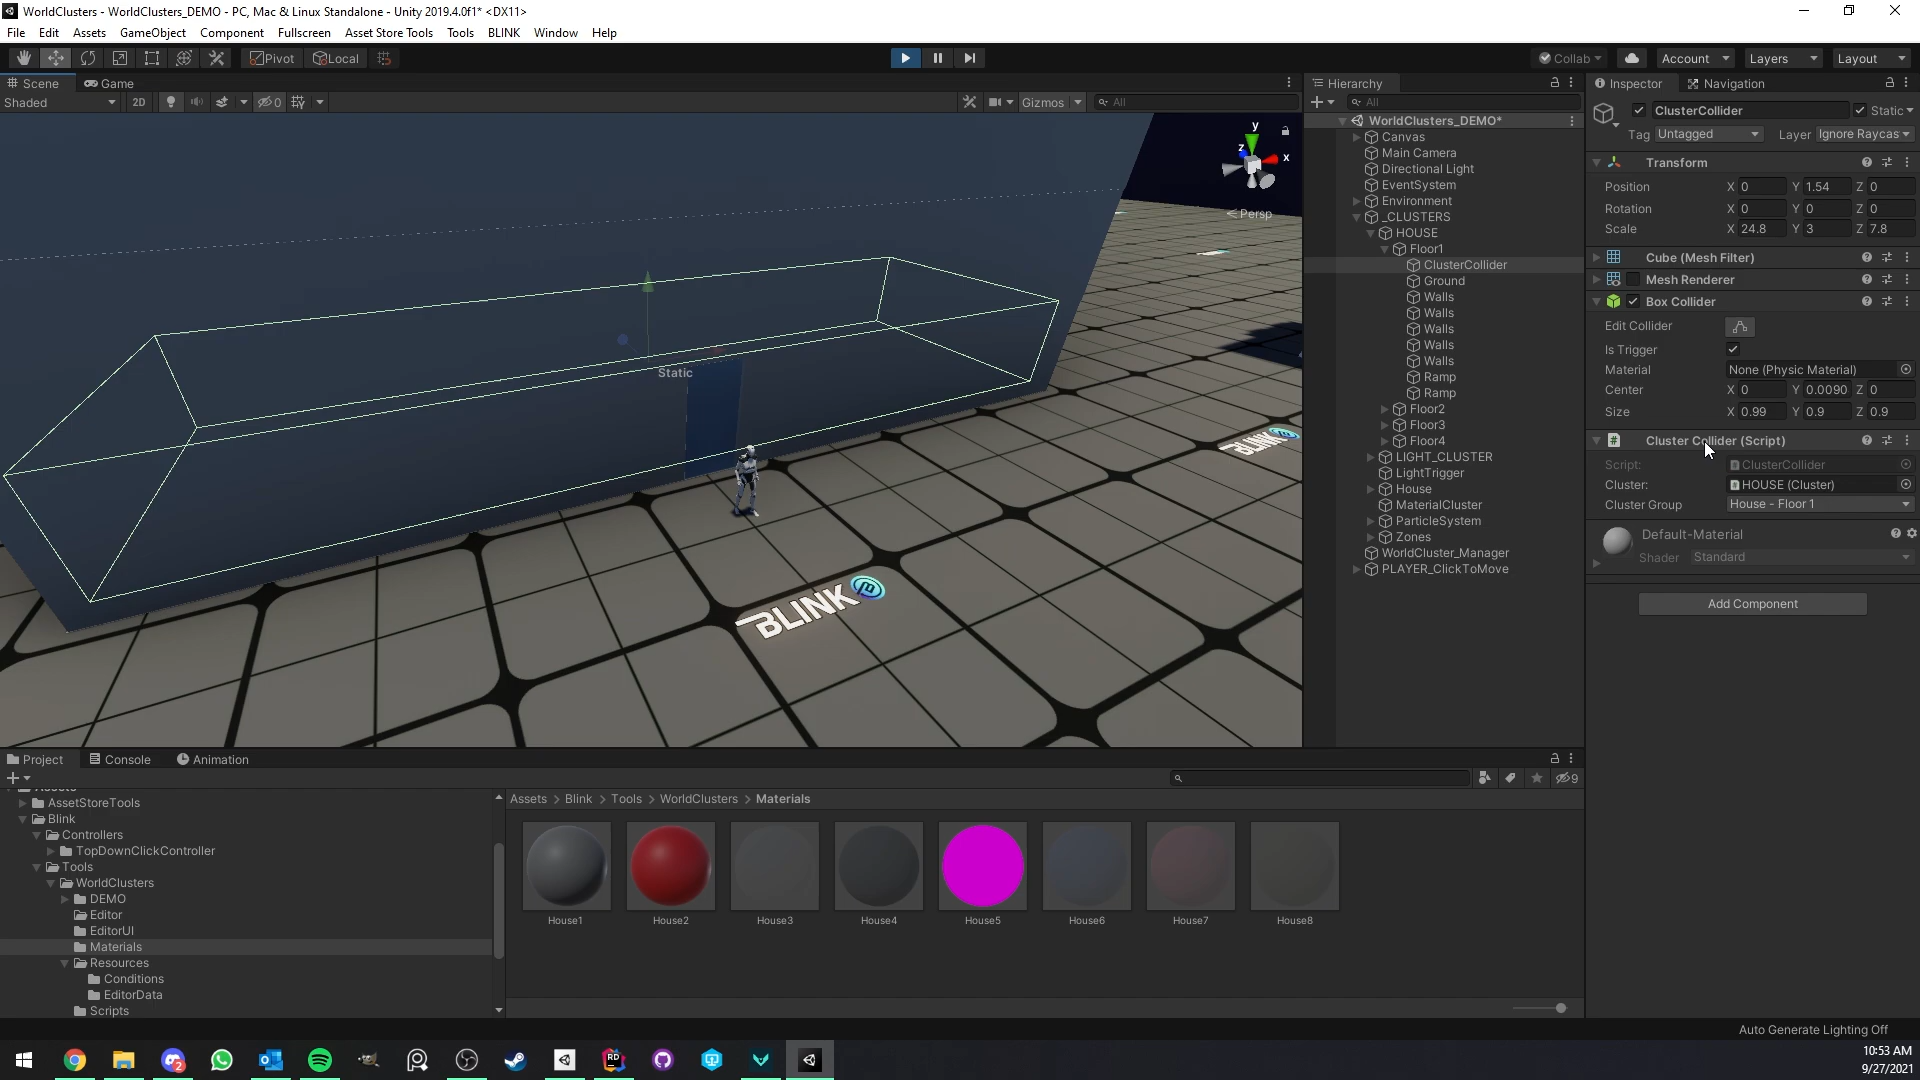 WorldClusters - WorldClusters_DEMO - PC, Mac & Linux Standalone - Unity 2019.4.0f1* <DX11>
File Edit Assets GameObject Component Fullscreen Asset Store Tools Tools BLINK Window Help
Pivot Local Collab Account Layers Layout
Scene Game Hierarchy Inspector Navigation
Shaded 2D 0 Gizmos All All
ClusterCollider Static
Tag Untagged Layer Ignore Raycas
WorldClusters_DEMO*
Canvas
Main Camera
Directional Light
EventSystem
Environment
_CLUSTERS
HOUSE
Floor1
ClusterCollider
Ground
Walls
Walls
Walls
Walls
Walls
Ramp
Ramp
Floor2
Floor3
Floor4
LIGHT_CLUSTER
LightTrigger
House
MaterialCluster
ParticleSystem
Zones
WorldCluster_Manager
PLAYER_ClickToMove
y
z
x
Persp
Static
BLINK
BLINK
Transform
Position X 0 Y 1.54 Z 0
Rotation X 0 Y 0 Z 0
Scale X 24.8 Y 3 Z 7.8
Cube (Mesh Filter)
Mesh Renderer
Box Collider
Edit Collider
Is Trigger
Material None (Physic Material)
Center X 0 Y 0.0090 Z 0
Size X 0.99 Y 0.9 Z 0.9
Cluster Collider (Script)
Script: ClusterCollider
Cluster: HOUSE (Cluster)
Cluster Group House - Floor 1
Default-Material
Shader Standard
Add Component
Project Console Animation
9
Assets
AssetStoreTools
Blink
Controllers
TopDownClickController
Tools
WorldClusters
DEMO
Editor
EditorUI
Materials
Resources
Conditions
EditorData
Scripts
Assets > Blink > Tools > WorldClusters > Materials
House1 House2 House3 House4 House5 House6 House7 House8
Auto Generate Lighting Off
2
RD
10:53 AM
9/27/2021